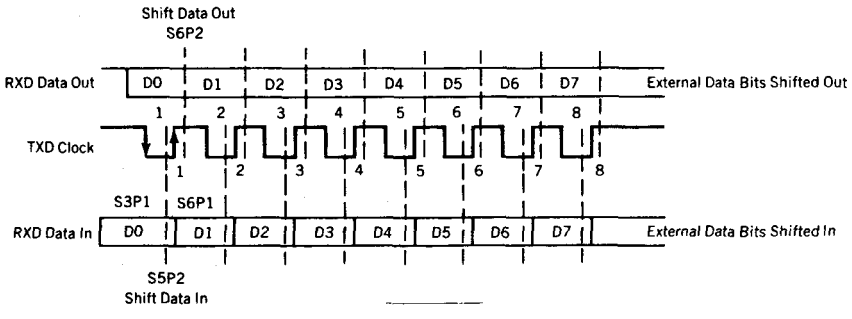 Shift Data Out
S6P2
RXD Data Out D0 D1 D2 D3 D4 D5 D6 D7 External Data Bits Shifted Out
1 2 3 4 5 6 7 8
TXD Clock
1 2 3 4 5 6 7 8
S3P1 S6P1
RXD Data In D0 D1 D2 D3 D4 D5 D6 D7 External Data Bits Shifted In
S5P2
Shift Data In